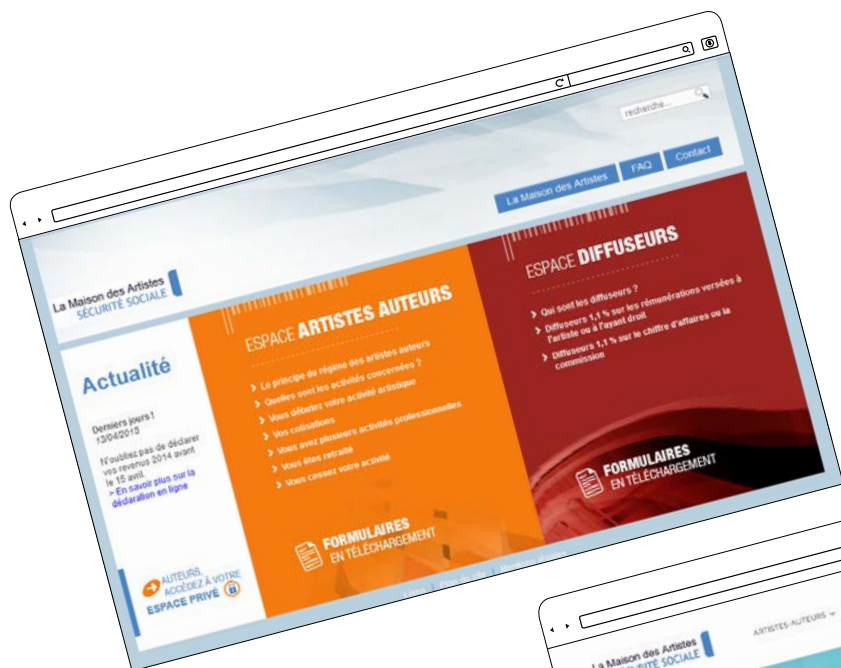 recherche...
La Maison des Artistes
FAQ
Contact
La Maison des Artistes
SÉCURITÉ SOCIALE
Actualité
Derniers jours !
13/04/2015
N'oubliez pas de déclarer
vos revenus 2014 avant
le 15 avril.
> En savoir plus sur la
déclaration en ligne
AUTEURS,
ACCÉDEZ À VOTRE
ESPACE PRIVÉ
ESPACE ARTISTES AUTEURS
Le principe du régime des artistes auteurs
Quelles sont les activités concernées ?
Vous débutez votre activité artistique
Vos cotisations
Vous avez plusieurs activités professionnelles
Vous êtes retraité
Vous cessez votre activité
FORMULAIRES
EN TÉLÉCHARGEMENT
ESPACE DIFFUSEURS
Qui sont les diffuseurs ?
Diffuseurs 1,1 % sur les rémunérations versées à
l'artiste ou à l'ayant droit
Diffuseurs 1,1 % sur le chiffre d'affaires ou la
commission
FORMULAIRES
EN TÉLÉCHARGEMENT
Liens | Plan du site | Mentions légales
La Maison des Artistes
SÉCURITÉ SOCIALE
ARTISTES-AUTEURS